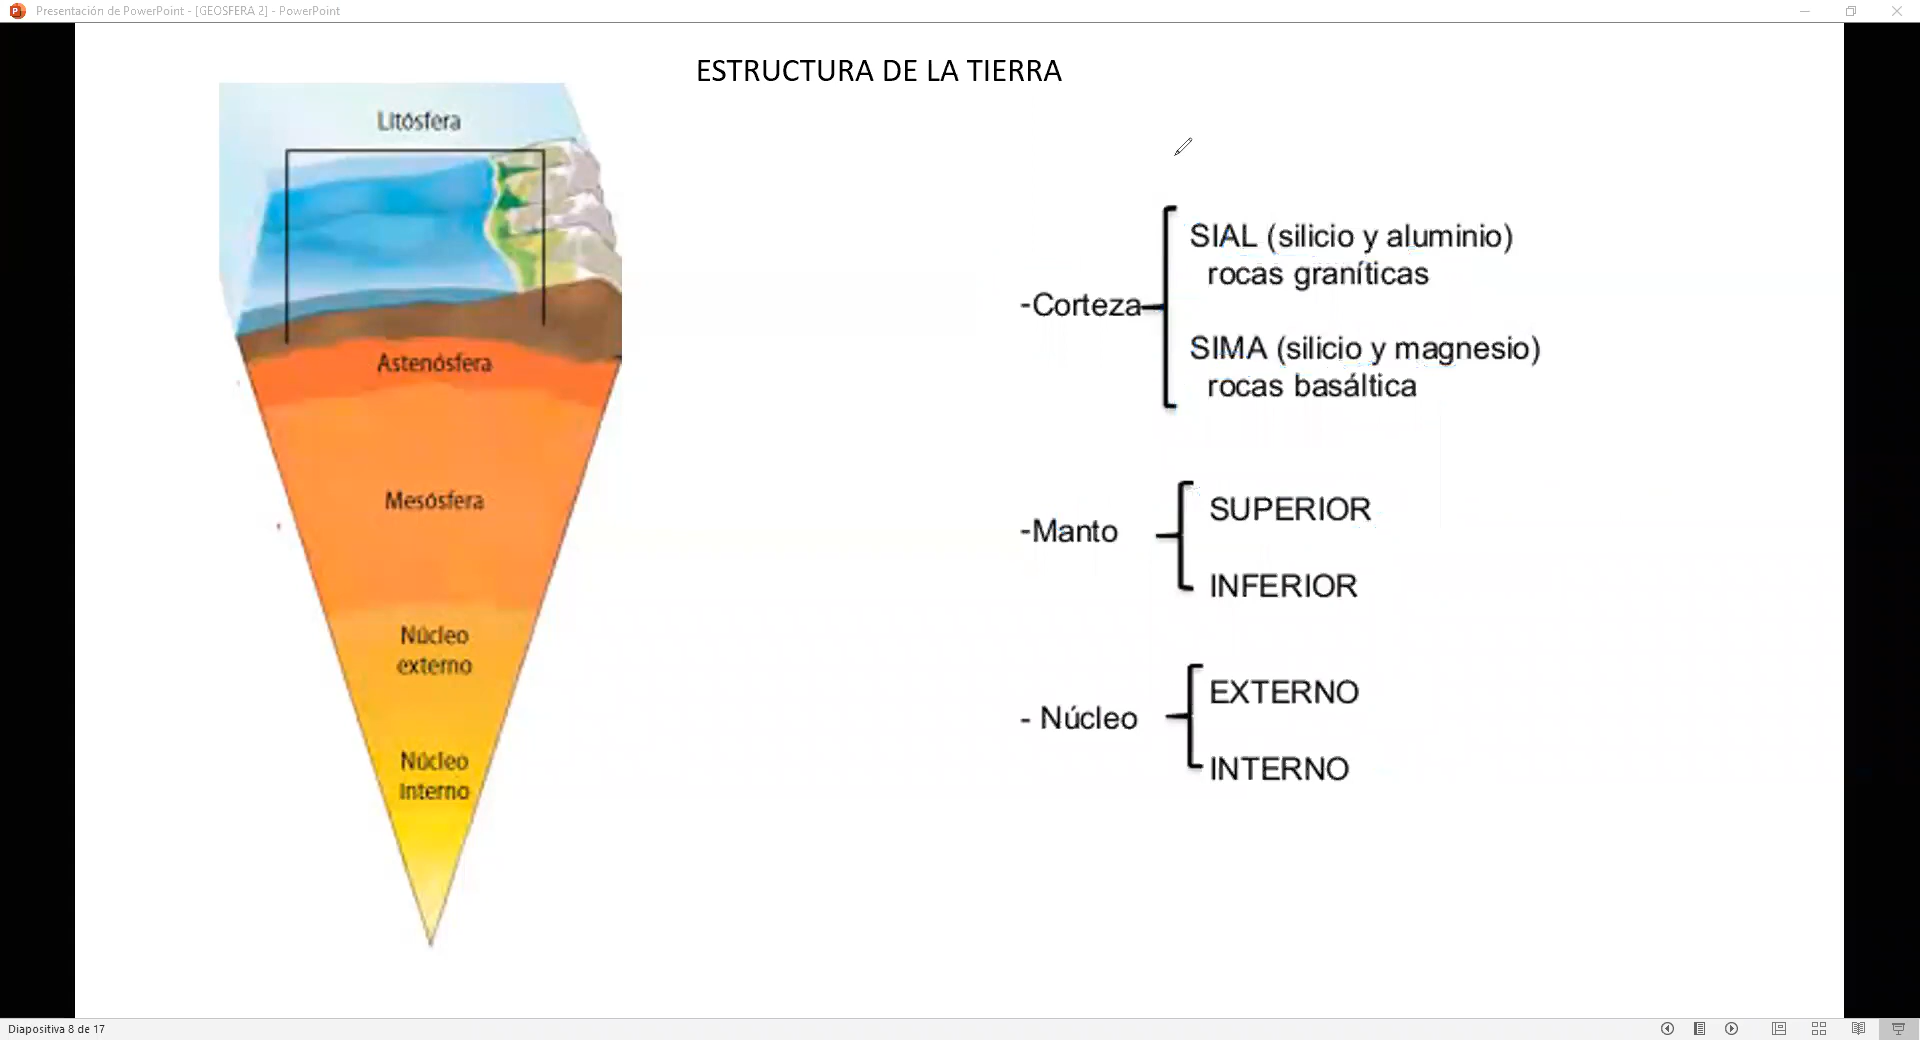 Presentación de PowerPoint - [GEOSFERA 2] - PowerPoint
ESTRUCTURA DE LA TIERRA
Litósfera
Astenósfera
Mesósfera
Núcleo
externo
Núcleo
Interno
-Corteza
SIAL (silicio y aluminio)
rocas graníticas
SIMA (silicio y magnesio)
rocas basáltica
-Manto
SUPERIOR
INFERIOR
- Núcleo
EXTERNO
INTERNO
Diapositiva 8 de 17